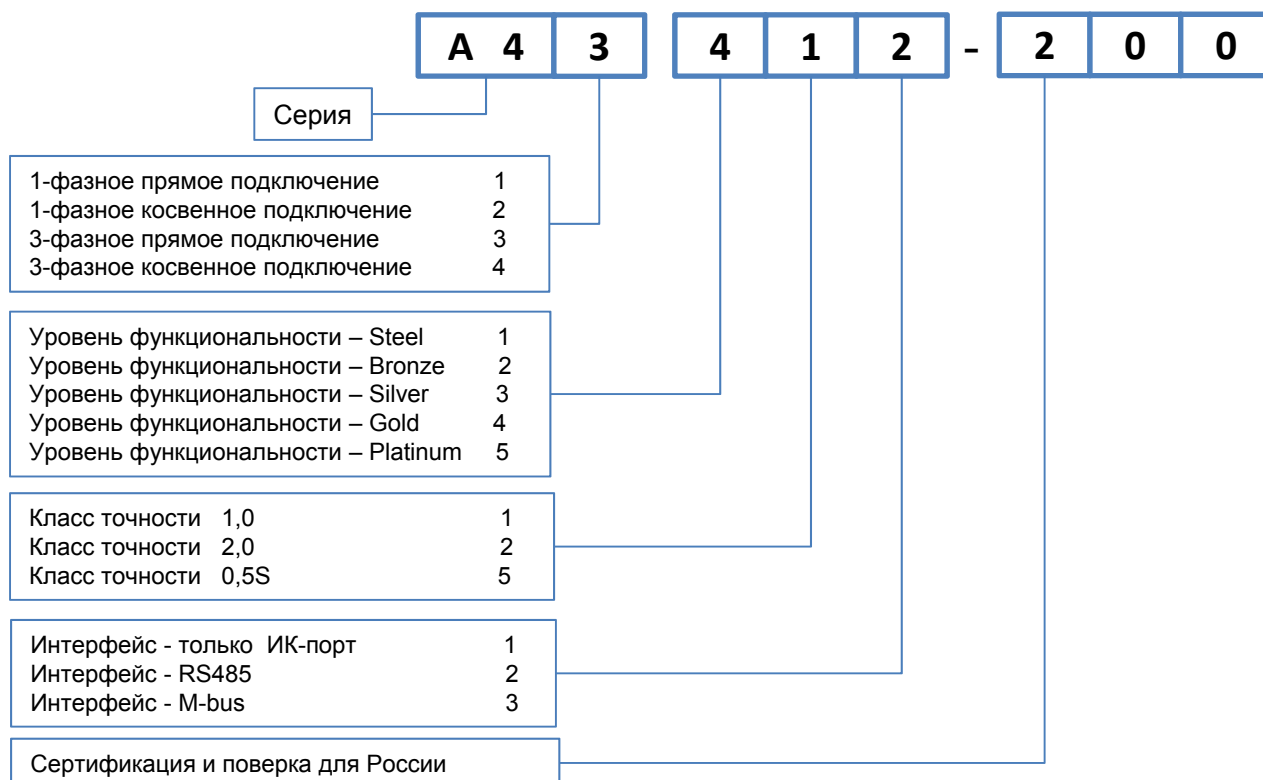 А 4 3 4 1 2 - 2 0 0
Серия
1-фазное прямое подключение 1
1-фазное косвенное подключение 2
3-фазное прямое подключение 3
3-фазное косвенное подключение 4
Уровень функциональности – Steel 1
Уровень функциональности – Bronze 2
Уровень функциональности – Silver 3
Уровень функциональности – Gold 4
Уровень функциональности – Platinum 5
Класс точности 1,0 1
Класс точности 2,0 2
Класс точности 0,5S 5
Интерфейс - только ИК-порт 1
Интерфейс - RS485 2
Интерфейс - M-bus 3
Сертификация и поверка для России